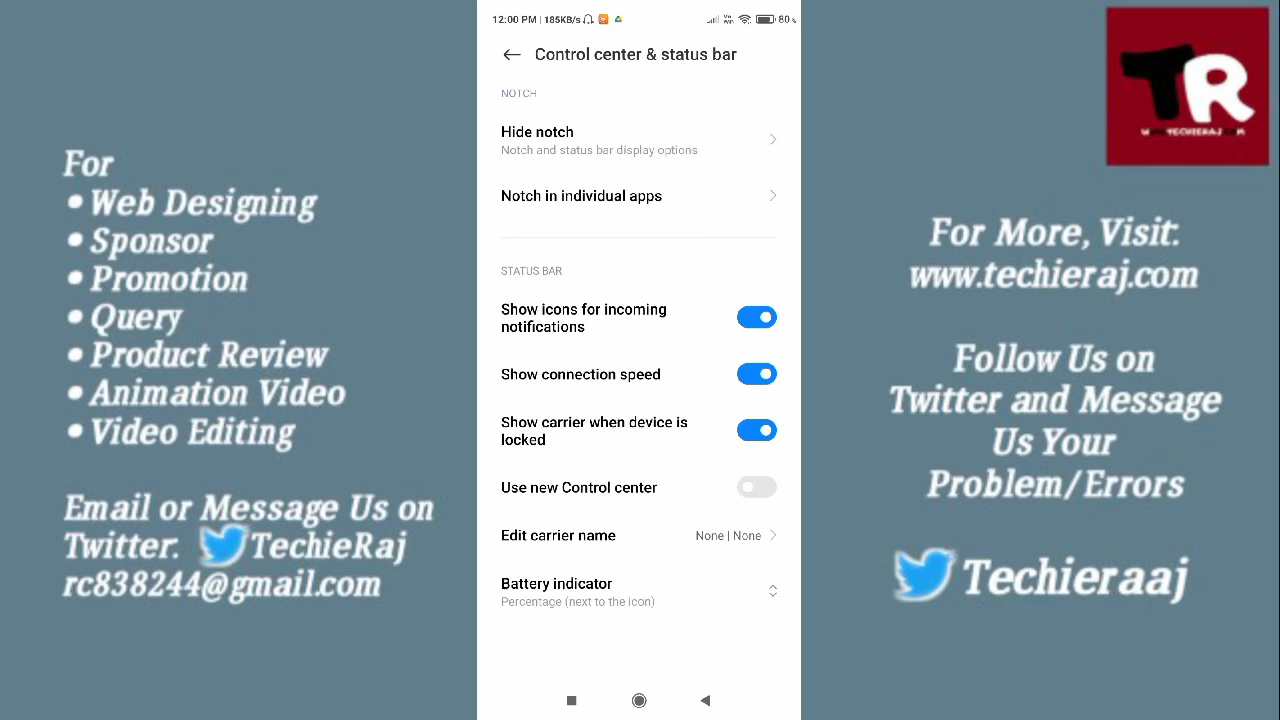 For
• Web Designing
• Sponsor
• Promotion
• Query
• Product Review
• Animation Video
• Video Editing
Email or Message Us on
Twitter. TechieRaj
rc838244@gmail.com
12:00 PM | 185KB/s
80%
Control center & status bar
NOTCH
Hide notch
Notch and status bar display options
Notch in individual apps
STATUS BAR
Show icons for incoming
notifications
Show connection speed
Show carrier when device is
locked
Use new Control center
Edit carrier name None | None
Battery indicator
Percentage (next to the icon)
TR
For More, Visit:
www.techieraj.com
Follow Us on
Twitter and Message
Us Your
Problem/Errors
Techieraaj